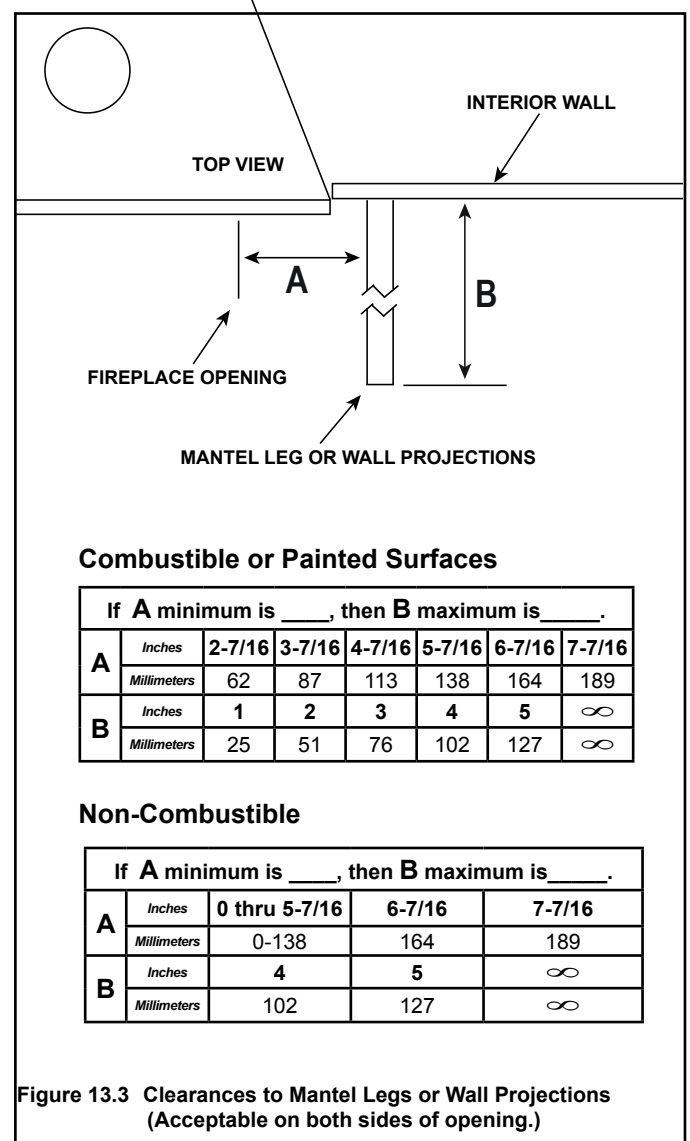 INTERIOR WALL
TOP VIEW
A
B
FIREPLACE OPENING
MANTEL LEG OR WALL PROJECTIONS
Combustible or Painted Surfaces
If A minimum is ____, then B maximum is_____.
A Inches 2-7/16 3-7/16 4-7/16 5-7/16 6-7/16 7-7/16
Millimeters 62 87 113 138 164 189
B Inches 1 2 3 4 5 ∞
Millimeters 25 51 76 102 127 ∞
Non-Combustible
If A minimum is ____, then B maximum is_____.
A Inches 0 thru 5-7/16 6-7/16 7-7/16
Millimeters 0-138 164 189
B Inches 4 5 ∞
Millimeters 102 127 ∞
Figure 13.3 Clearances to Mantel Legs or Wall Projections
(Acceptable on both sides of opening.)